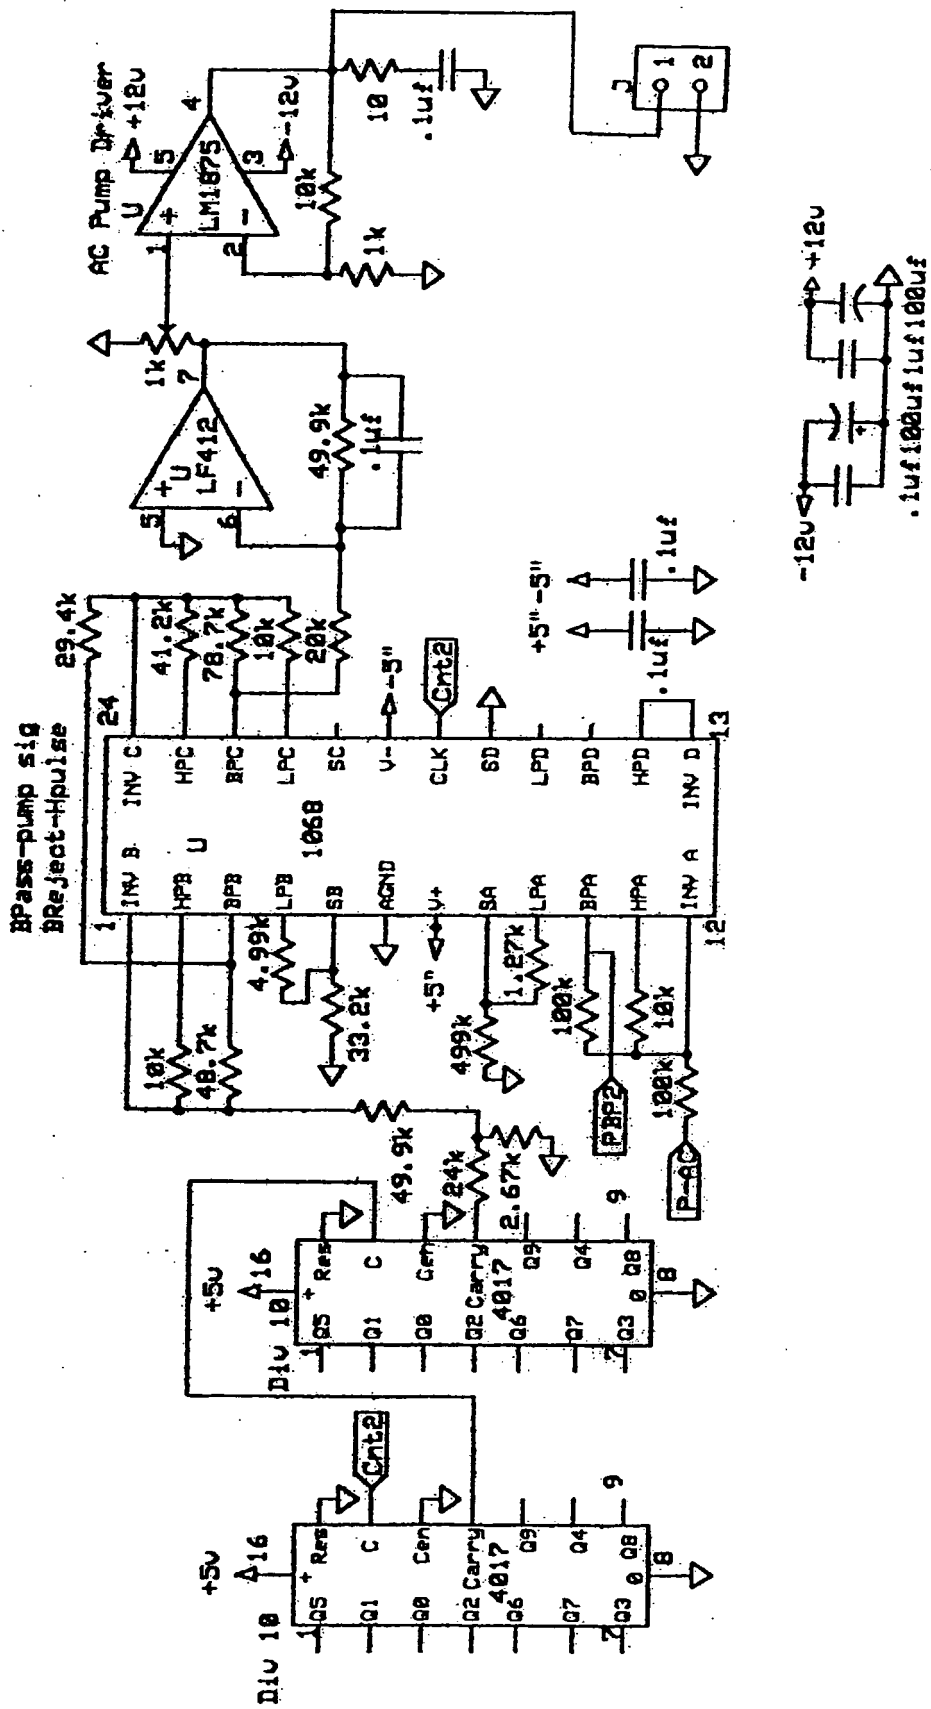 AC Pump Driver
U
+12v
5
4
1
+
LM1875
2
-
3
-12v
10k
1k
10
.1uf
J
1
2
1k
7
5
+
U
LF412
6
-
49.9k
.1uf
+12v
-12v
.1uf100uf1uf100uf
BPass-pump sig
BReject-Hpulse
29.4k
41.2k
78.7k
10k
20k
-5"
Cnt2
+5"
-5"
.1uf
.1uf
24
13
1
12
INV C
HPC
BPC
LPC
SC
V-
CLK
SD
LPD
BPD
HPD
INV D
U
1068
INV B
HPB
BPB
LPB
SB
AGND
V+
SA
LPA
BPA
HPA
INV A
4.99k
33.2k
+5"
1.27k
499k
100k
10k
PBP2
100k
P-AC
10k
48.7k
49.9k
24k
2.67k
+5v
16
Div 10
Res
C
Cen
Carry
Q9
Q4
Q8
9
+
4017
0
8
1
Q5
Q1
Q0
Q2
Q6
Q7
Q3
7
+5v
16
Div 10
Cnt2
Res
C
Cen
Carry
Q9
Q4
Q8
9
+
4017
0
8
1
Q5
Q1
Q0
Q2
Q6
Q7
Q3
7